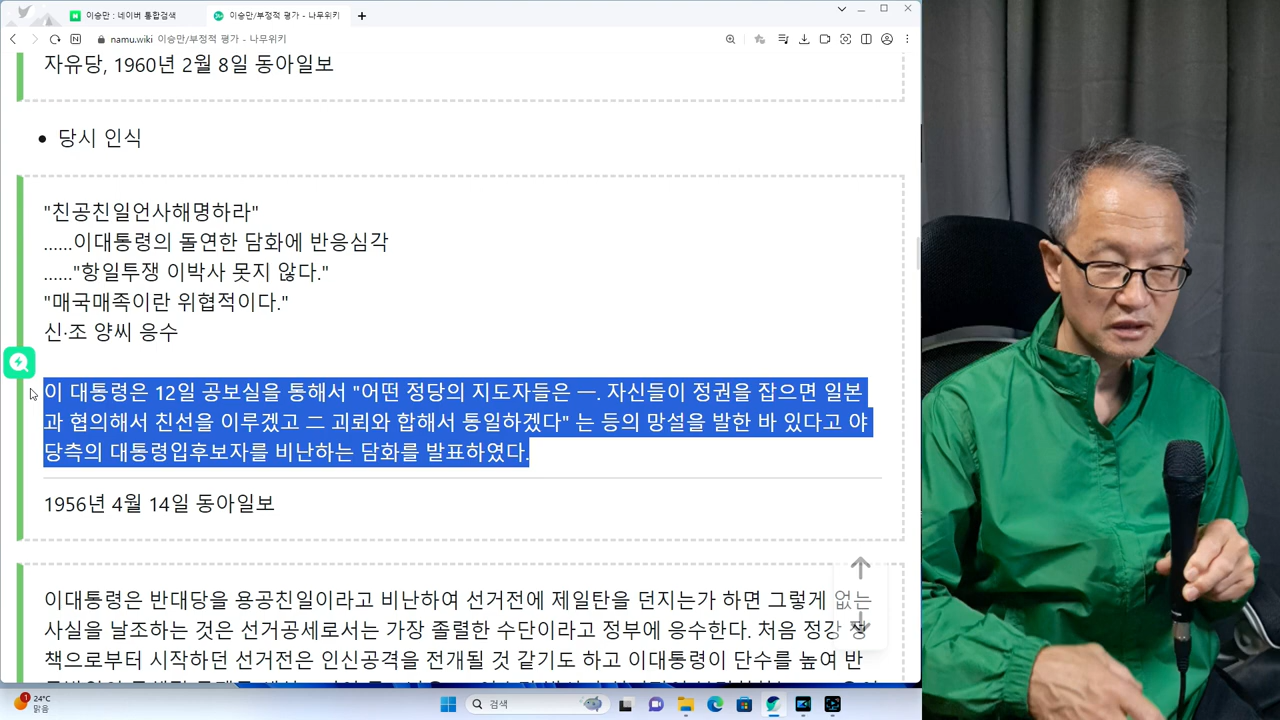 이승만 : 네이버 통합검색
이승만/부정적 평가 - 나무위키
namu.wiki 이승만/부정적 평가 - 나무위키
자유당, 1960년 2월 8일 동아일보
당시 인식
"친공친일언사해명하라"
......이대통령의 돌연한 담화에 반응심각
......"항일투쟁 이박사 못지 않다."
"매국매족이란 위협적이다."
신·조 양씨 응수
이 대통령은 12일 공보실을 통해서 "어떤 정당의 지도자들은 一. 자신들이 정권을 잡으면 일본
과 협의해서 친선을 이루겠고 二 괴뢰와 합해서 통일하겠다" 는 등의 망설을 발한 바 있다고 야
당측의 대통령입후보자를 비난하는 담화를 발표하였다.
1956년 4월 14일 동아일보
이대통령은 반대당을 용공친일이라고 비난하여 선거전에 제일탄을 던지는가 하면 그렇게 없는
사실을 날조하는 것은 선거공세로서는 가장 졸렬한 수단이라고 정부에 응수한다. 처음 정강 정
책으로부터 시작하던 선거전은 인신공격을 전개될 것 같기도 하고 이대통령이 단수를 높여 반
1
24°C
맑음
검색